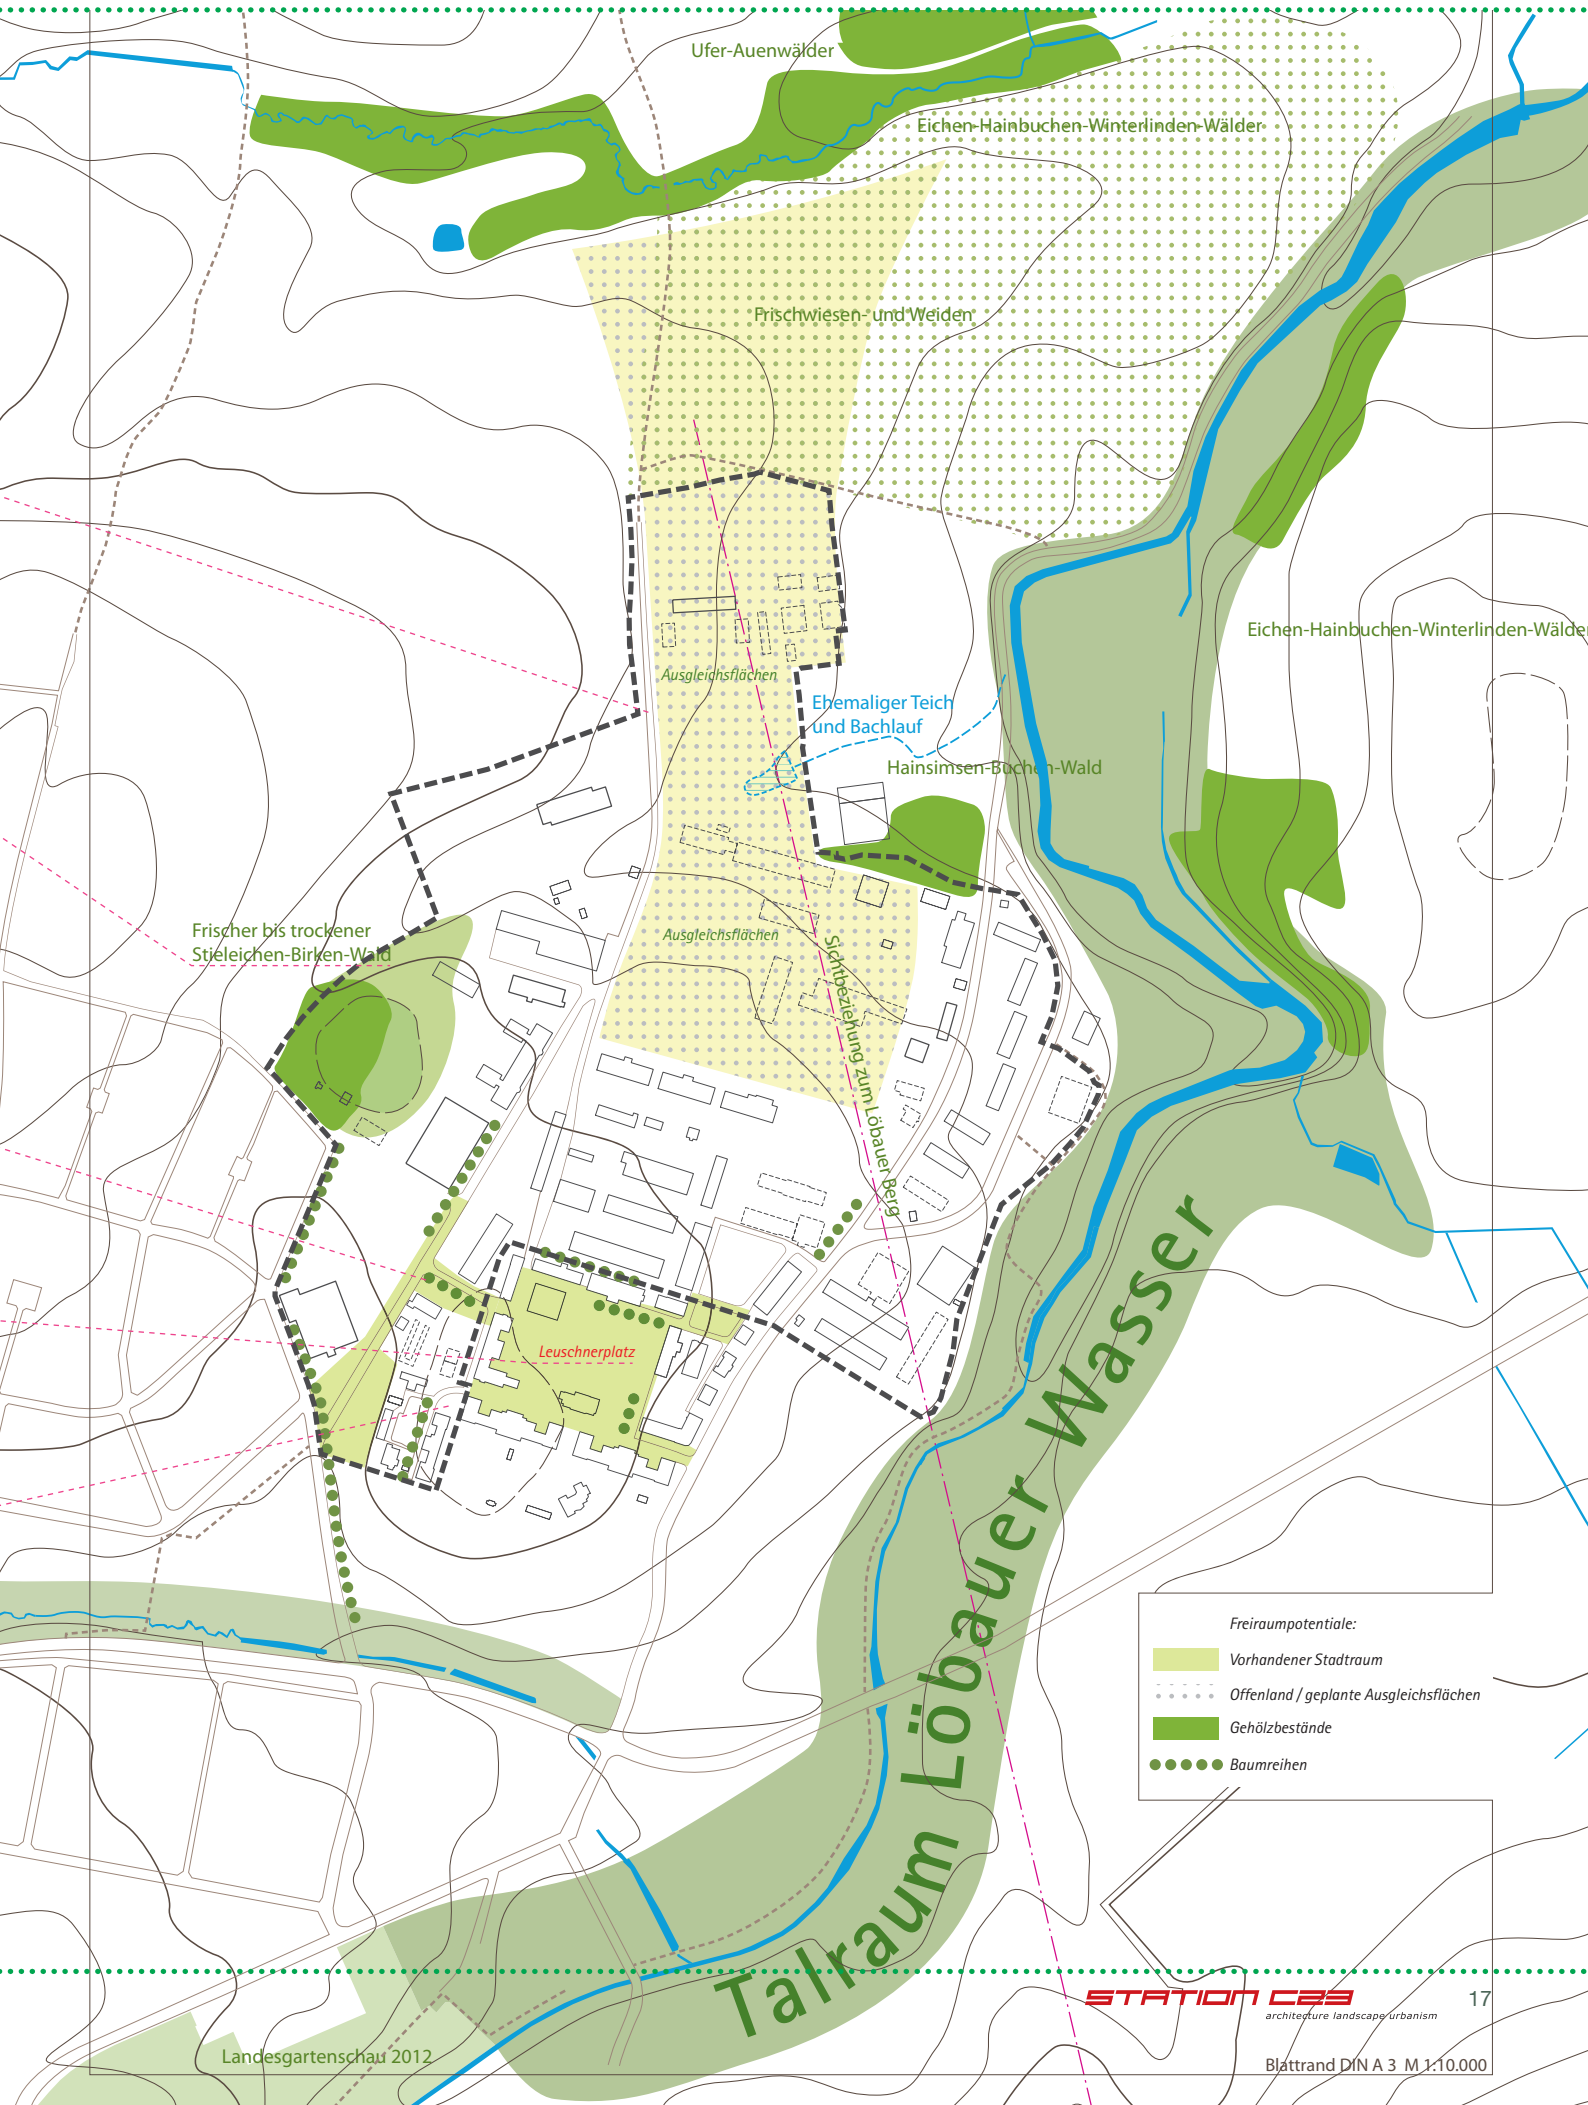 Ufer-Auenwälder
Eichen-Hainbuchen-Winterlinden-Wälder
Frischwiesen- und Weiden
Eichen-Hainbuchen-Winterlinden-Wälde
Ausgleichsflächen
Ehemaliger Teich
und Bachlauf
Hainsimsen-Buchen-Wald
Frischer bis trockener
Stieleichen-Birken-Wald
Ausgleichsflächen
Sichtbeziehung zum Löbauer Berg
Leuschnerplatz
Talraum Löbauer Wasser
Freiraumpotentiale:
Vorhandener Stadtraum
Offenland / geplante Ausgleichsflächen
Gehölzbestände
Baumreihen
STATION C23
architecture landscape urbanism
17
Landesgartenschau 2012
Blattrand DIN A 3 M 1:10.000